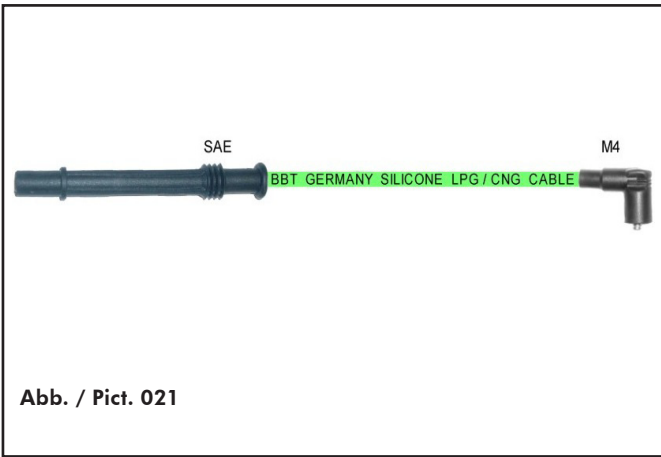 SAE
M4
BBT GERMANY SILICONE LPG / CNG CABLE
Abb. / Pict. 021